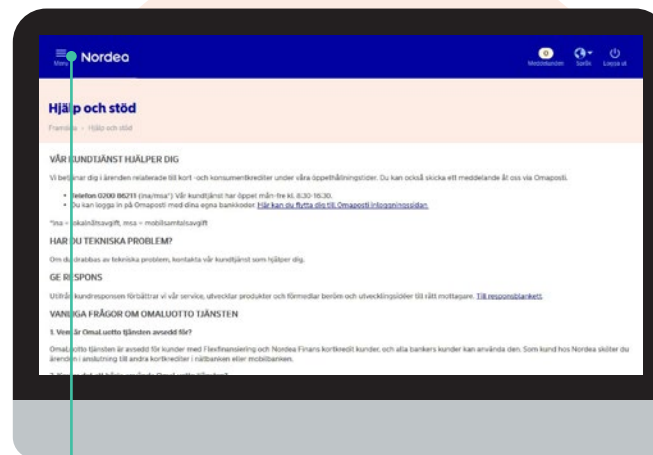 Meny
Nordea
0
Meddelanden
Språk
Logga ut
Hjälp och stöd
Framsida > Hjälp och stöd
VÅR KUNDTJÄNST HJÄLPER DIG
Vi betjänar dig i ärenden relaterade till kort -och konsumentkrediter under våra öppethållningstider. Du kan också skicka ett meddelande åt oss via Omaposti.
• Telefon 0200 86211 (lna/msa*) Vår kundtjänst har öppet mån-fre kl. 8:30-16:30.
• Du kan logga in på Omaposti med dina egna bankkoder. Här kan du flytta dig till Omaposti inloggningssidan.
*lna = lokalnätsavgift, msa = mobilsamtalsavgift
HAR DU TEKNISKA PROBLEM?
Om du drabbas av tekniska problem, kontakta vår kundtjänst som hjälper dig.
GE RESPONS
Utifrån kundresponsen förbättrar vi vår service, utvecklar produkter och förmedlar beröm och utvecklingsidéer till rätt mottagare. Till responsblankett.
VANLIGA FRÅGOR OM OMALUOTTO TJÄNSTEN
1. Vem är OmaLuotto tjänsten avsedd för?
OmaLuotto tjänsten är avsedd för kunder med Flexfinansiering och Nordea Finans kortkredit kunder, och alla bankers kunder kan använda den. Som kund hos Nordea sköter du
ärenden i anslutning till andra kortkrediter i nätbanken eller mobilbanken.